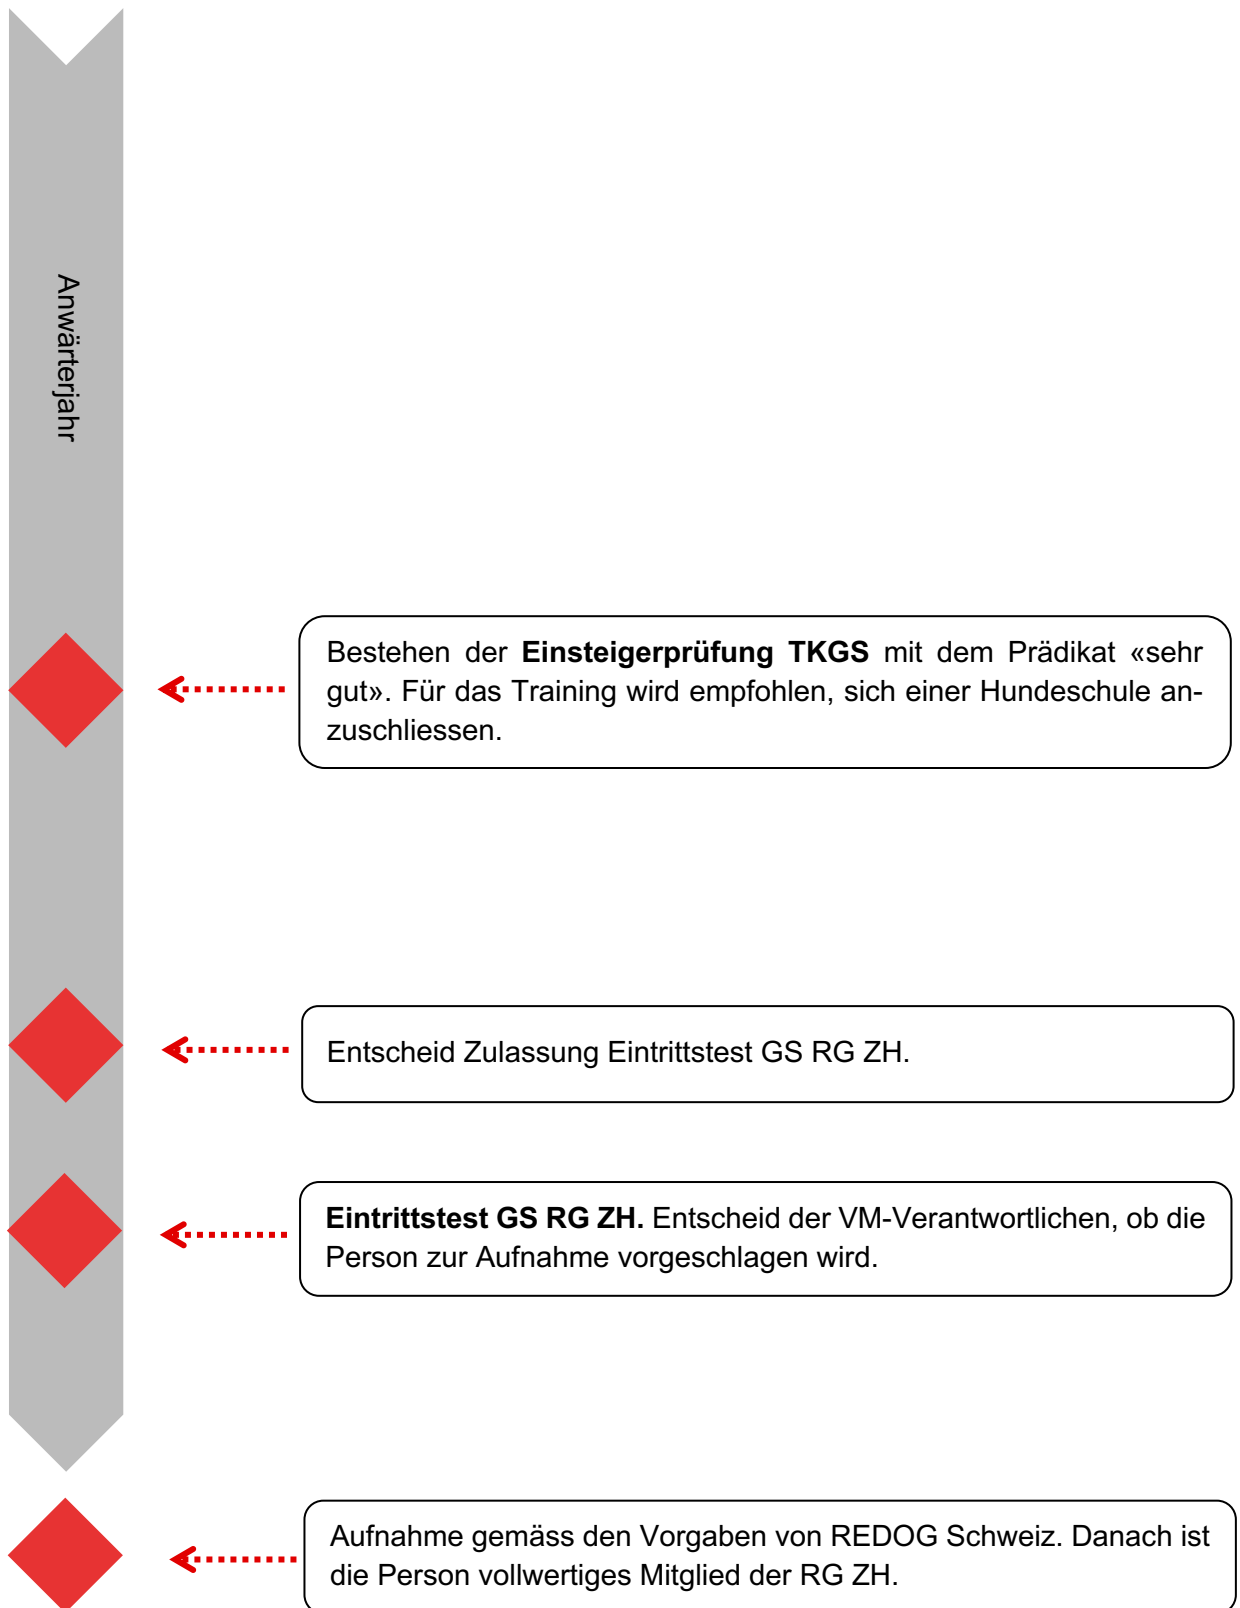 Anwärterjahr
Bestehen der Einsteigerprüfung TKGS mit dem Prädikat «sehr
gut». Für das Training wird empfohlen, sich einer Hundeschule an-
zuschliessen.
Entscheid Zulassung Eintrittstest GS RG ZH.
Eintrittstest GS RG ZH. Entscheid der VM-Verantwortlichen, ob die
Person zur Aufnahme vorgeschlagen wird.
Aufnahme gemäss den Vorgaben von REDOG Schweiz. Danach ist
die Person vollwertiges Mitglied der RG ZH.